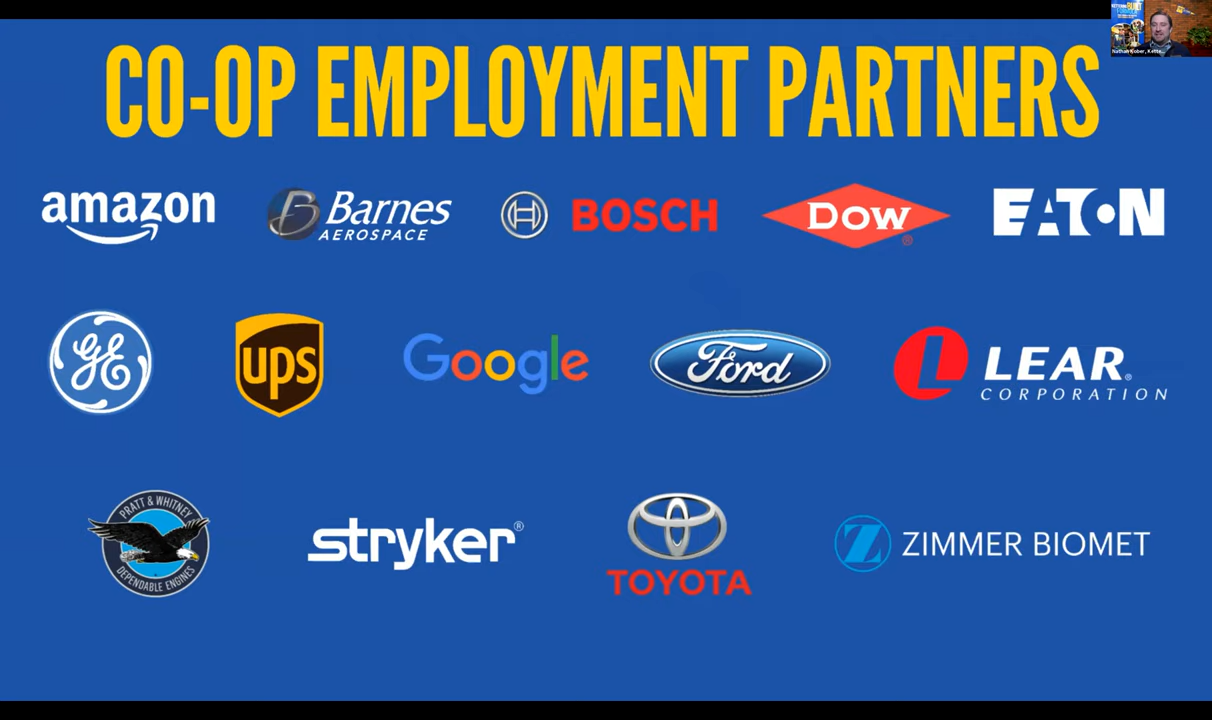 CO-OP EMPLOYMENT PARTNERS
amazon
Barnes
AEROSPACE
BOSCH
Dow
EATON
GE
ups
Google
Ford
LEAR
CORPORATION
PRATT & WHITNEY
DEPENDABLE ENGINES
stryker
TOYOTA
Z
ZIMMER BIOMET